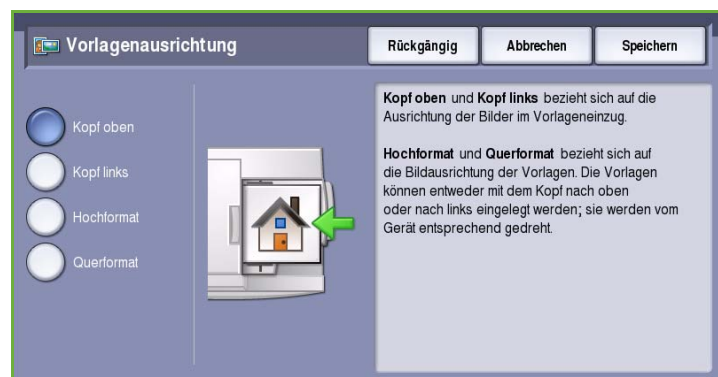 Vorlagenausrichtung
Rückgängig
Abbrechen
Speichern
Kopf oben
Kopf links
Hochformat
Querformat
Kopf oben und Kopf links bezieht sich auf die
Ausrichtung der Bilder im Vorlageneinzug.
Hochformat und Querformat bezieht sich auf
die Bildausrichtung der Vorlagen. Die Vorlagen
können entweder mit dem Kopf nach oben
oder nach links eingelegt werden; sie werden vom
Gerät entsprechend gedreht.